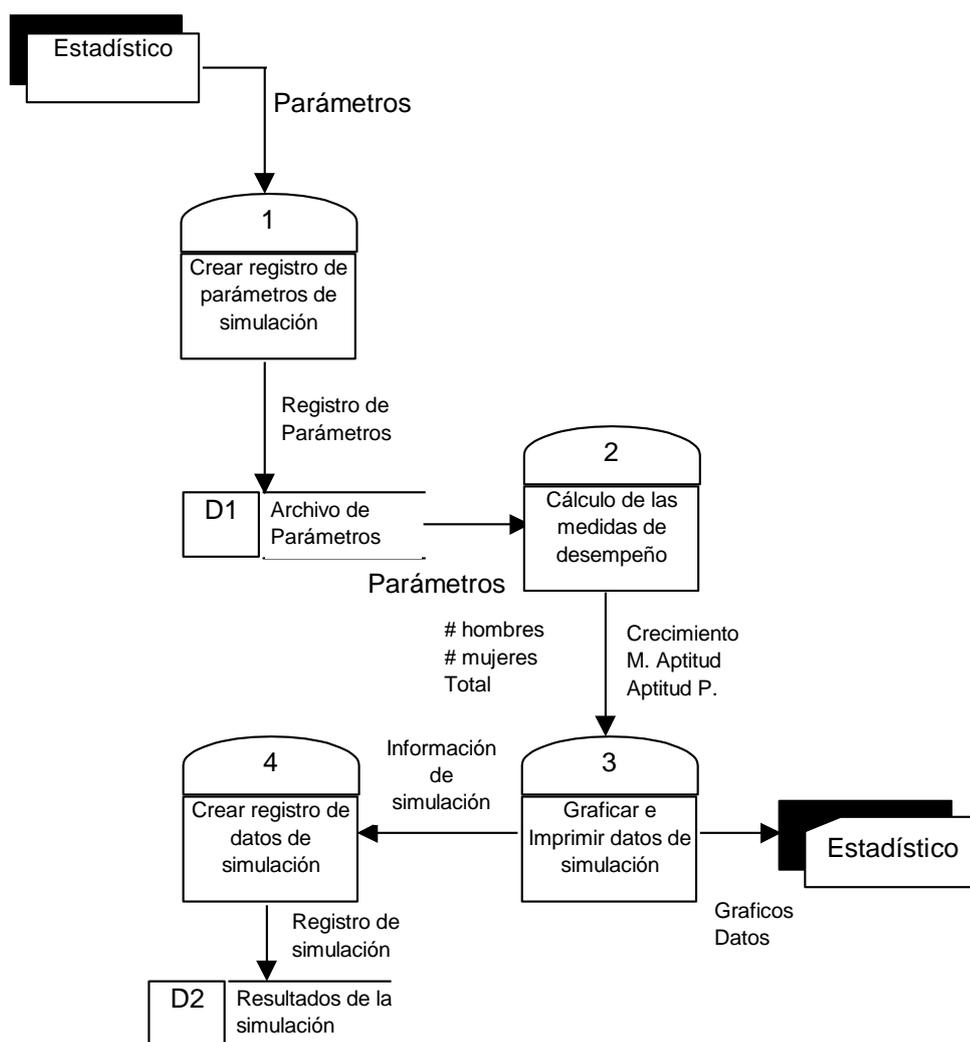 Estadístico
Parámetros
1
Crear registro de
parámetros de
simulación
Registro de
Parámetros
D1
Archivo de
Parámetros
Parámetros
2
Cálculo de las
medidas de
desempeño
# hombres
# mujeres
Total
Crecimiento
M. Aptitud
Aptitud P.
3
Graficar e
Imprimir datos de
simulación
Información
de
simulación
4
Crear registro de
datos de
simulación
Estadístico
Graficos
Datos
Registro de
simulación
D2
Resultados de la
simulación